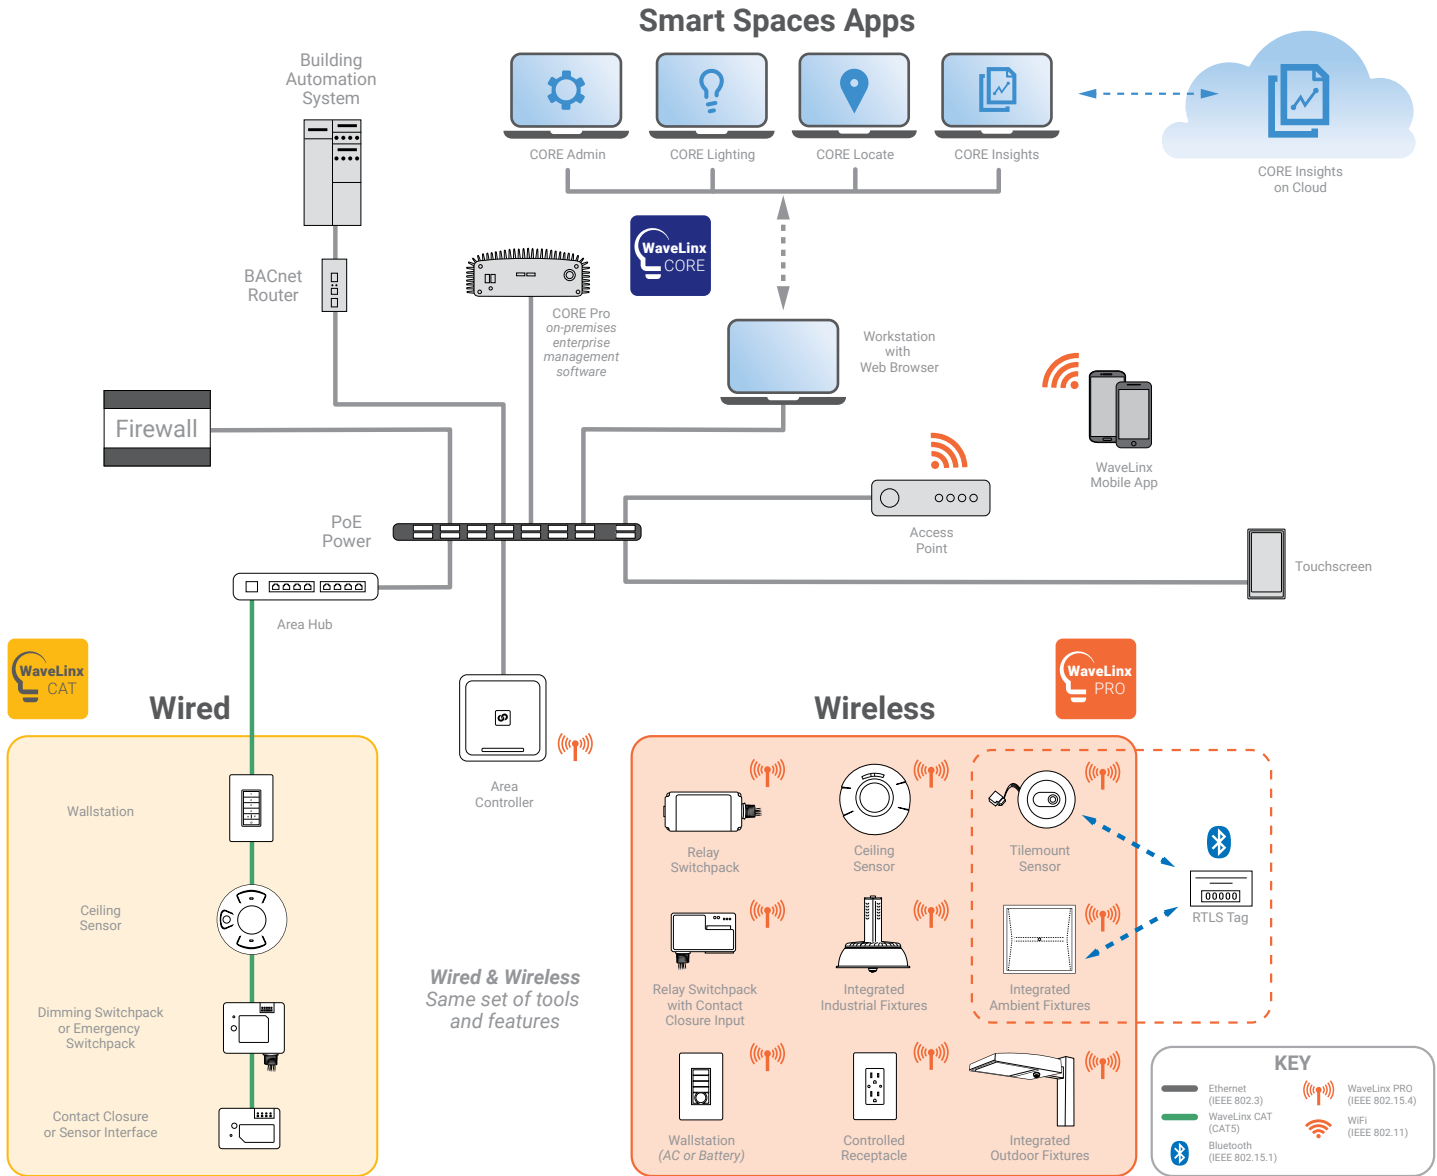 Smart Spaces Apps
Building
Automation
System
CORE Admin
CORE Lighting
CORE Locate
CORE Insights
CORE Insights
on Cloud
WaveLinx
CORE
BACnet
Router
CORE Pro
on-premises
enterprise
management
software
Workstation
with
Web Browser
Firewall
WaveLinx
Mobile App
PoE
Power
Access
Point
Touchscreen
Area Hub
WaveLinx
CAT
Wired
WaveLinx
PRO
Wireless
Area
Controller
Wallstation
Ceiling
Sensor
Dimming Switchpack
or Emergency
Switchpack
Contact Closure
or Sensor Interface
Wired & Wireless
Same set of tools
and features
Relay
Switchpack
Ceiling
Sensor
Tilemount
Sensor
00000
RTLS Tag
Relay Switchpack
with Contact
Closure Input
Integrated
Industrial Fixtures
Integrated
Ambient Fixtures
Wallstation
(AC or Battery)
Controlled
Receptacle
Integrated
Outdoor Fixtures
KEY
Ethernet
(IEEE 802.3)
WaveLinx CAT
(CAT5)
Bluetooth
(IEEE 802.15.1)
WaveLinx PRO
(IEEE 802.15.4)
WiFi
(IEEE 802.11)